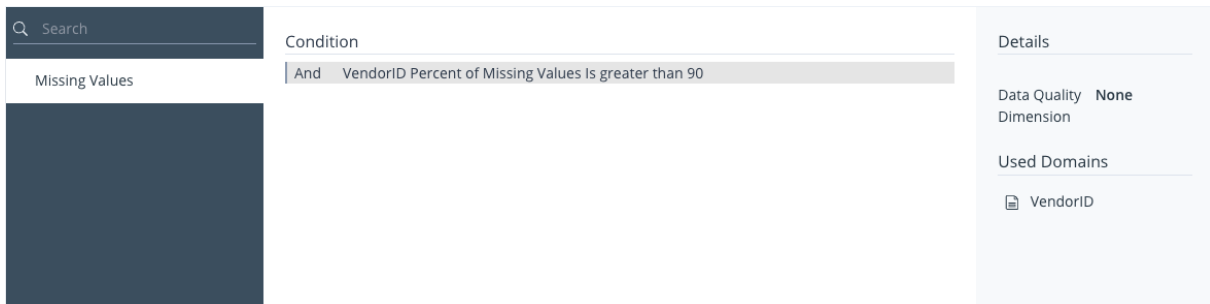 Search
Missing Values
Condition
And VendorID Percent of Missing Values Is greater than 90
Details
Data Quality None
Dimension
Used Domains
VendorID